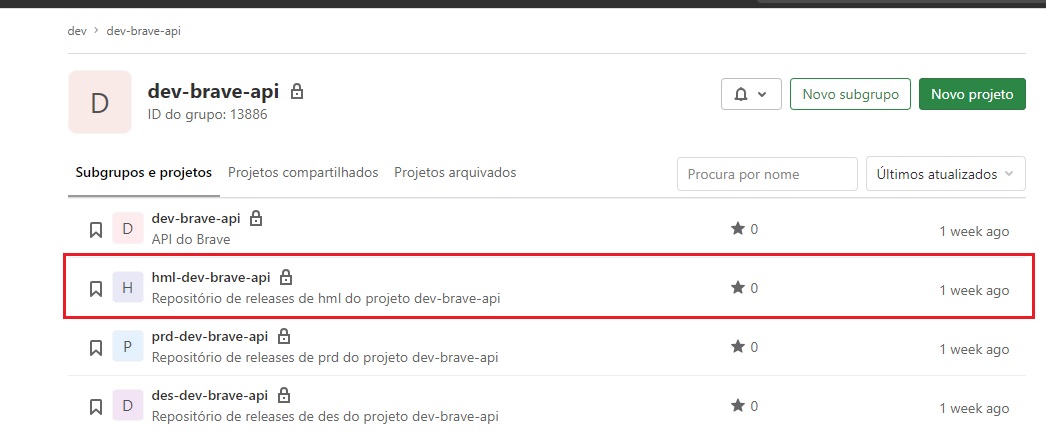 dev › dev-brave-api
D
dev-brave-api
ID do grupo: 13886
Novo subgrupo
Novo projeto
Subgrupos e projetos
Projetos compartilhados
Projetos arquivados
Procura por nome
Últimos atualizados
D
dev-brave-api
API do Brave
0
1 week ago
H
hml-dev-brave-api
Repositório de releases de hml do projeto dev-brave-api
0
1 week ago
P
prd-dev-brave-api
Repositório de releases de prd do projeto dev-brave-api
0
1 week ago
D
des-dev-brave-api
Repositório de releases de des do projeto dev-brave-api
0
1 week ago